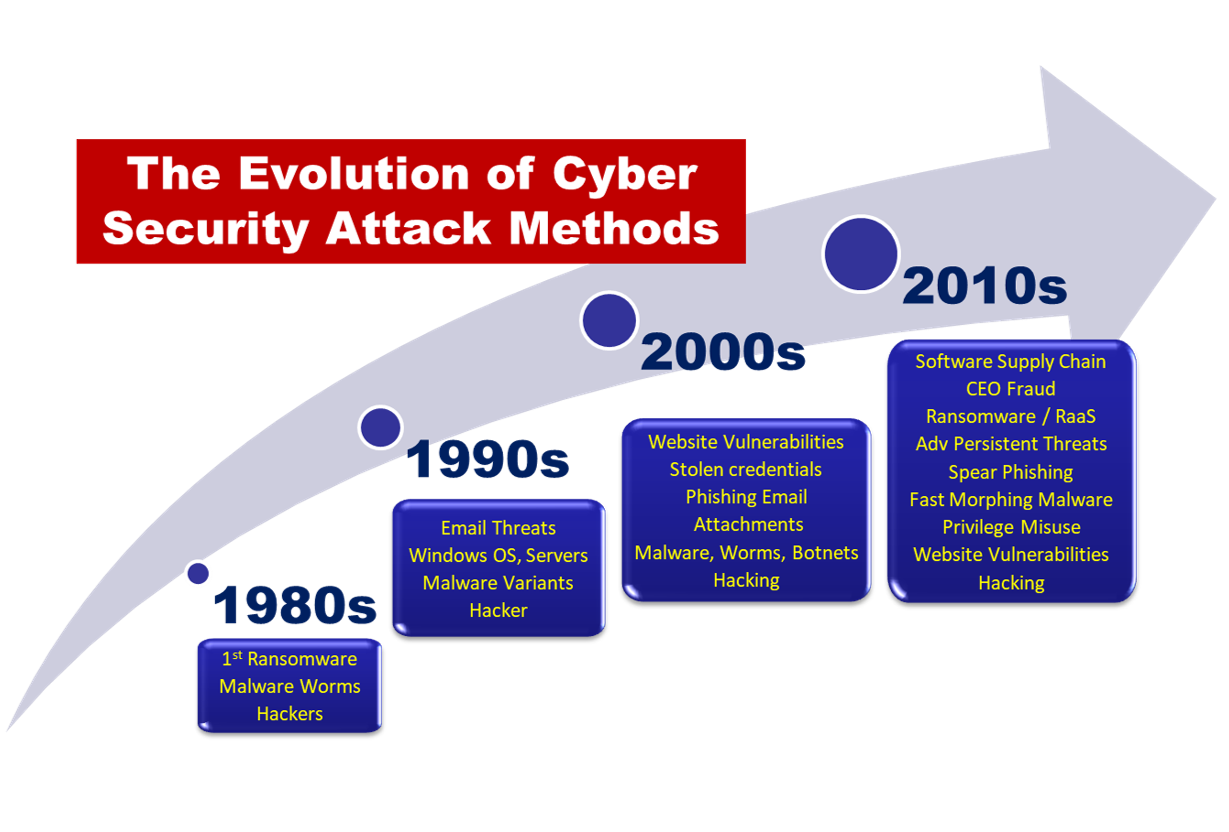 The Evolution of Cyber
Security Attack Methods
1980s
1st Ransomware
Malware Worms
Hackers
1990s
Email Threats
Windows OS, Servers
Malware Variants
Hacker
2000s
Website Vulnerabilities
Stolen credentials
Phishing Email
Attachments
Malware, Worms, Botnets
Hacking
2010s
Software Supply Chain
CEO Fraud
Ransomware / RaaS
Adv Persistent Threats
Spear Phishing
Fast Morphing Malware
Privilege Misuse
Website Vulnerabilities
Hacking